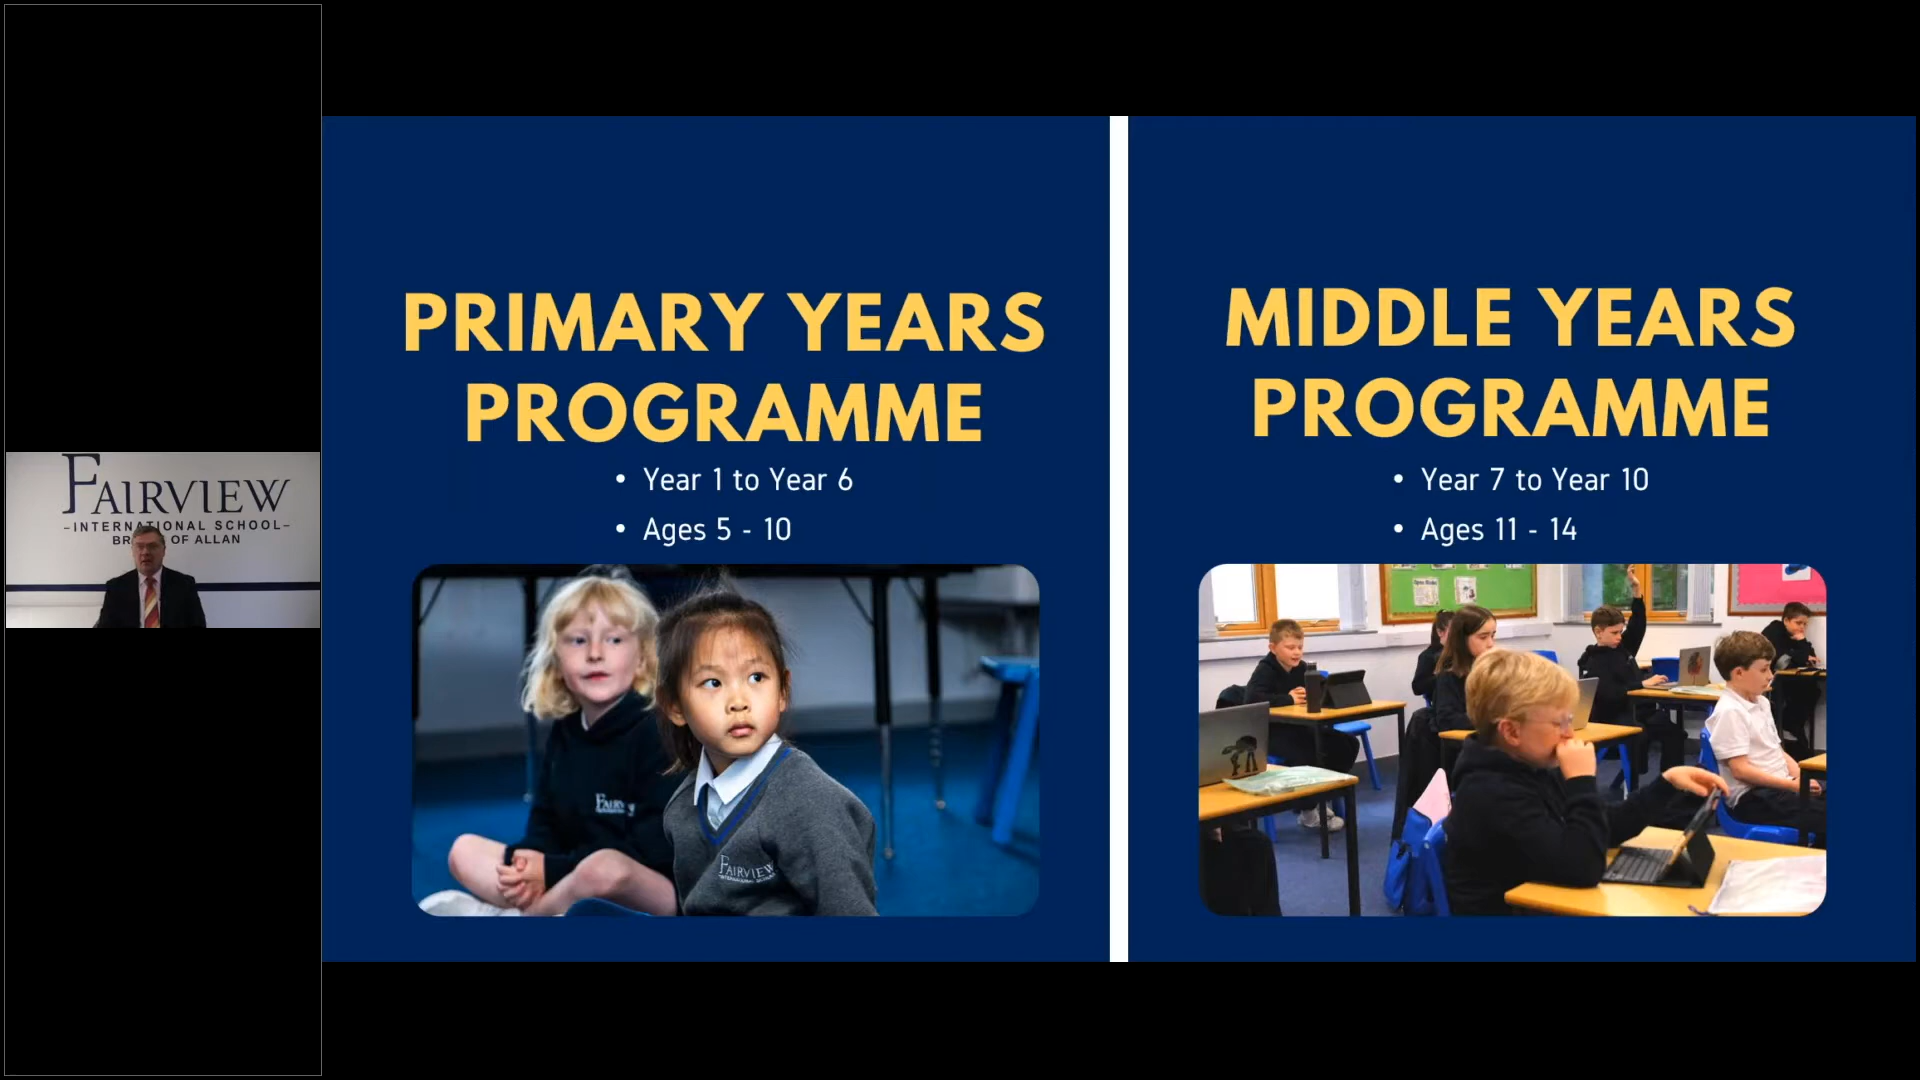 FAIRVIEW
-INTERNATIONAL SCHOOL-
OF ALLAN
PRIMARY YEARS
PROGRAMME
• Year 1 to Year 6
• Ages 5 - 10
FAIRVIEW
MIDDLE YEARS
PROGRAMME
• Year 7 to Year 10
• Ages 11 - 14